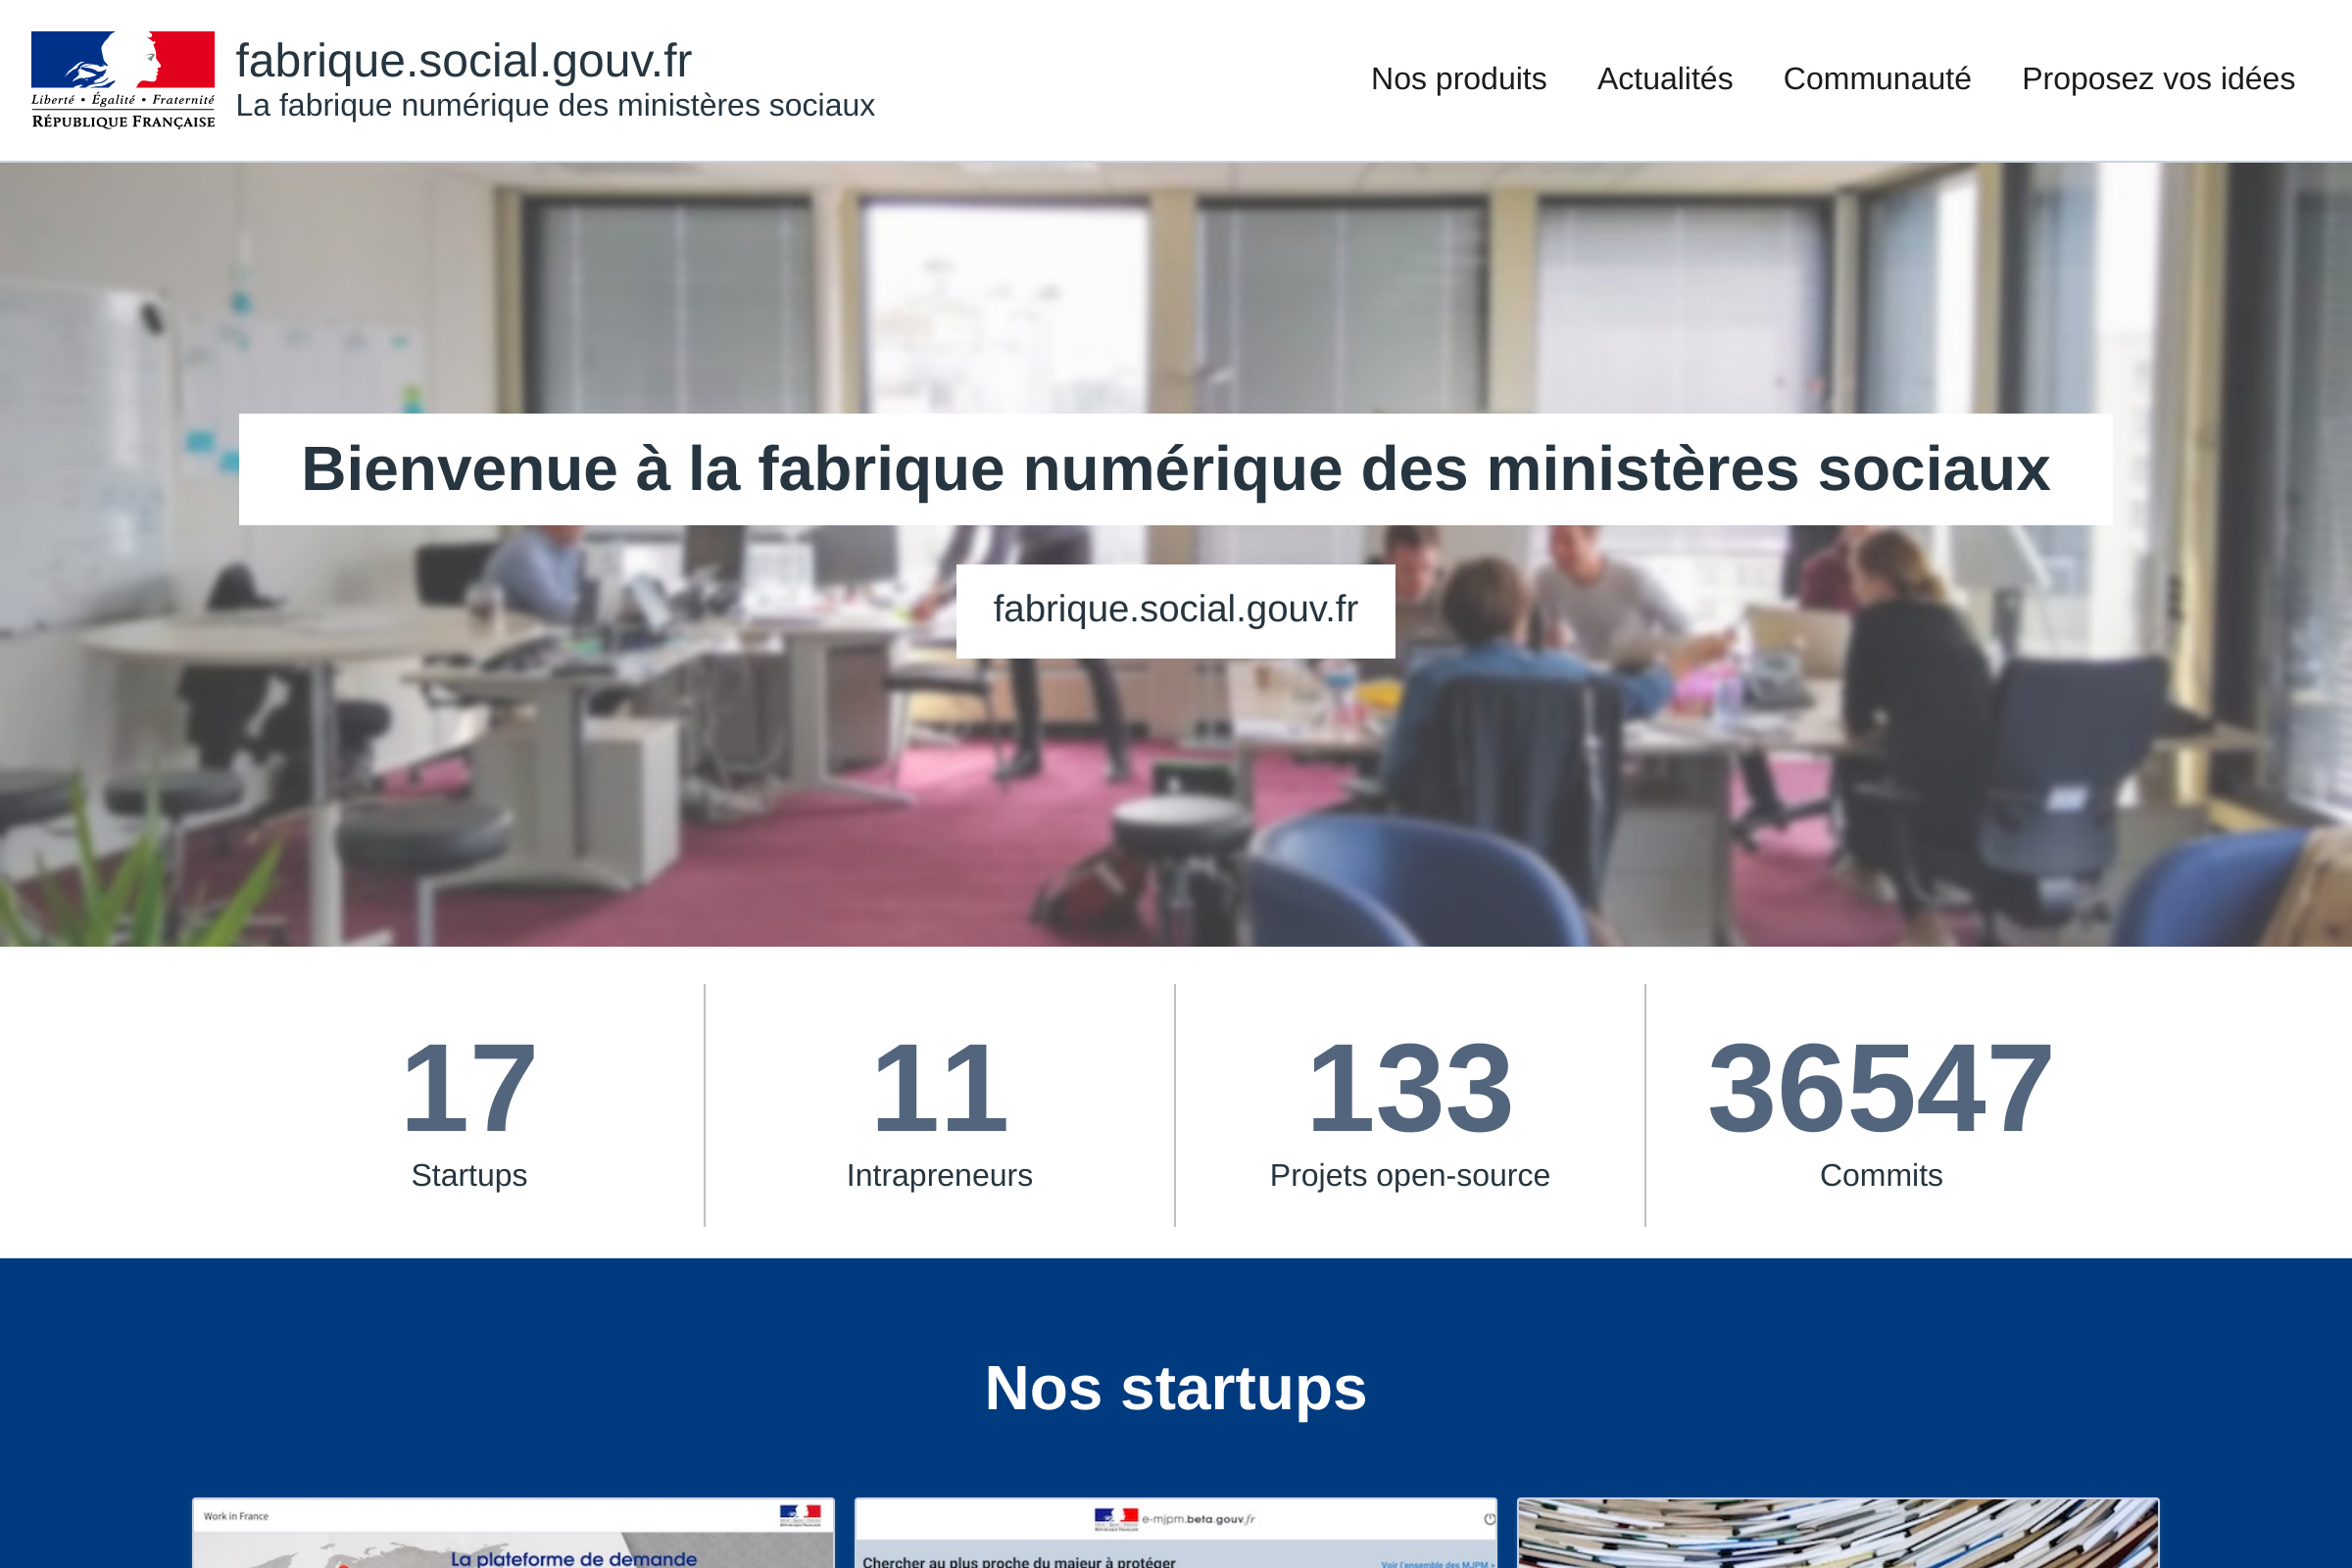 Liberté • Égalité • Fraternité
RÉPUBLIQUE FRANÇAISE
fabrique.social.gouv.fr
La fabrique numérique des ministères sociaux
Nos produits
Actualités
Communauté
Proposez vos idées
Bienvenue à la fabrique numérique des ministères sociaux
fabrique.social.gouv.fr
17
Startups
11
Intrapreneurs
133
Projets open-source
36547
Commits
Nos startups
Work in France
La plateforme de demande
e-mjpm.beta.gouv.fr
Chercher au plus proche du majeur à protéger
Voir l'ensemble des MJPM >